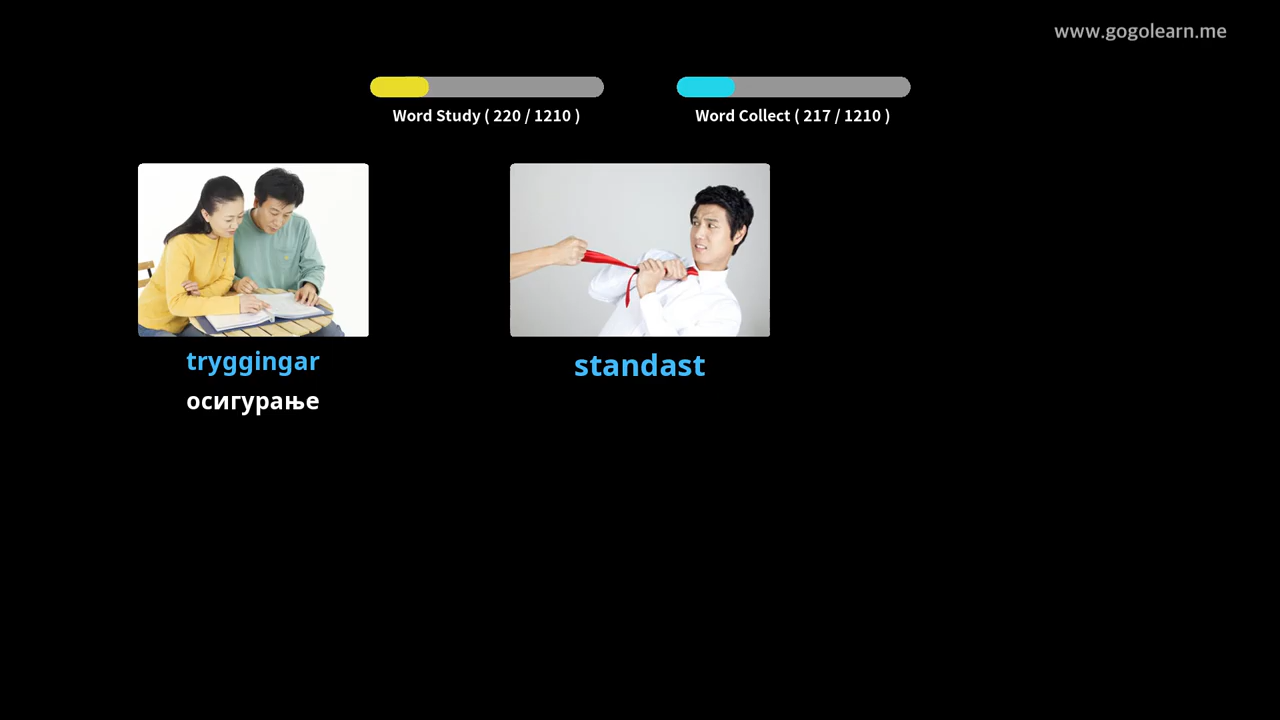 www.gogolearn.me
Word Study ( 220 / 1210 )
Word Collect ( 217 / 1210 )
tryggingar
осигурање
standast